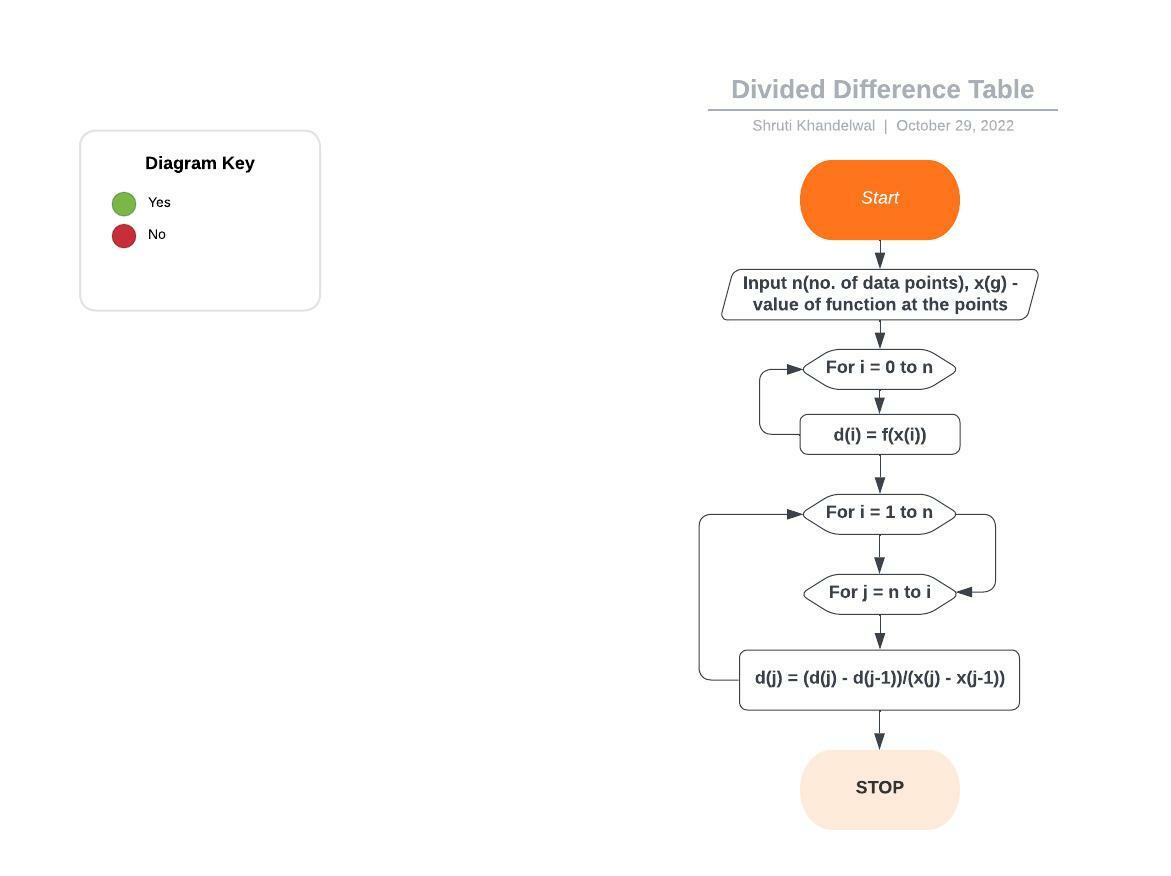 Divided Difference Table
Shruti Khandelwal | October 29, 2022
Diagram Key
Yes
No
Start
Input n(no. of data points), x(g) -
value of function at the points
For i = 0 to n
d(i) = f(x(i))
For i = 1 to n
For j = n to i
d(j) = (d(j) - d(j-1))/(x(j) - x(j-1))
STOP